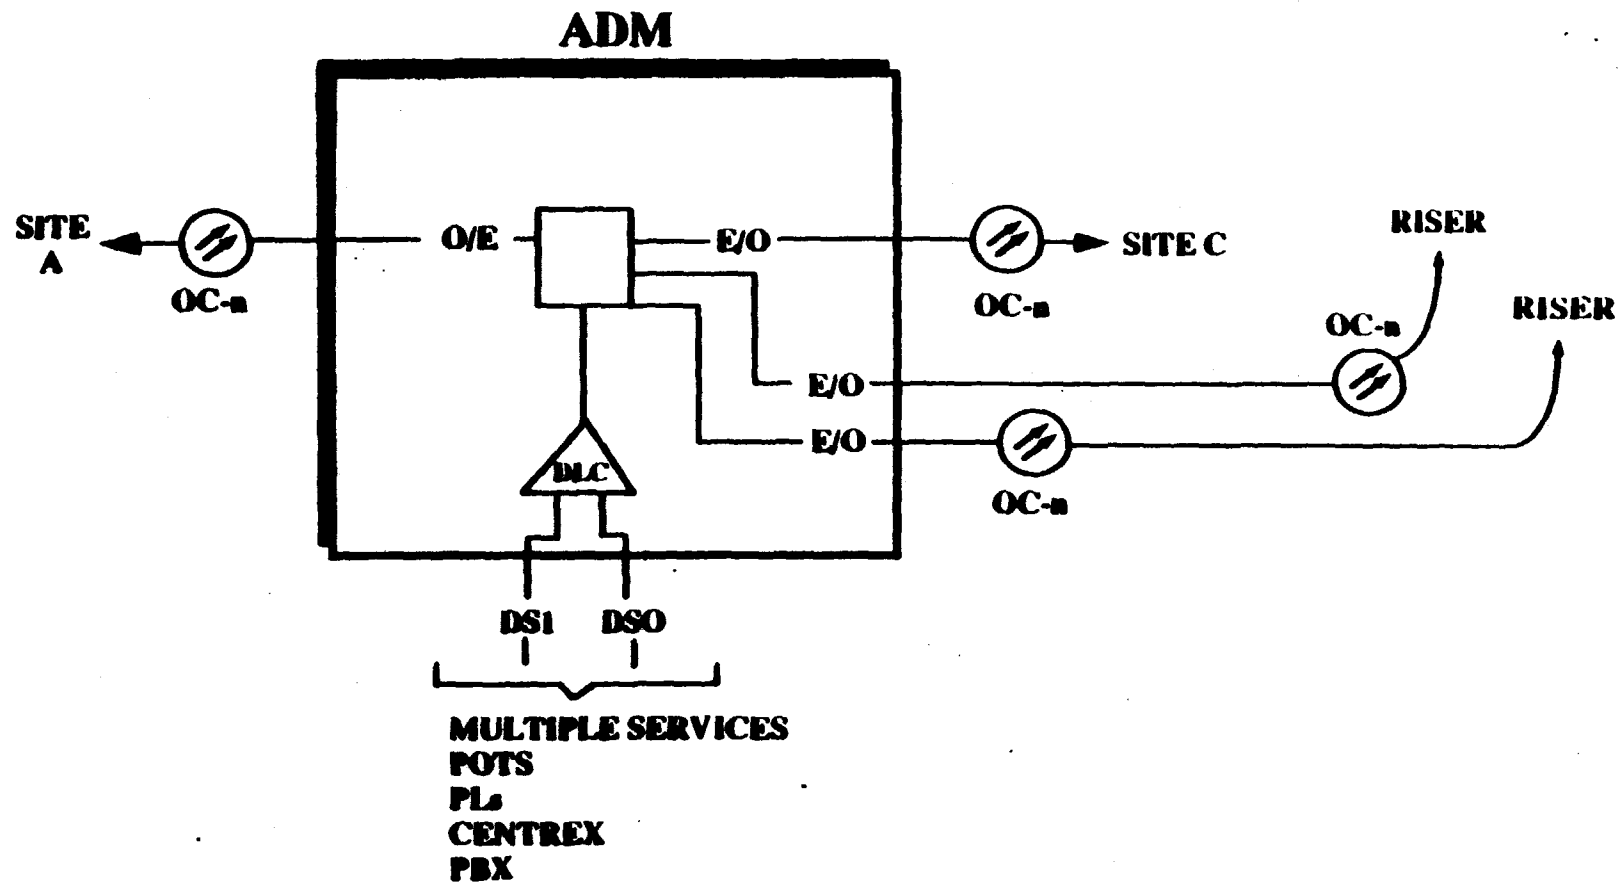 ADM
SITE
A
OC-n
O/E
E/O
OC-n
SITE C
RISER
OC-n
RISER
E/O
E/O
OC-n
DLC
DS1
DSO
MULTIPLE SERVICES
POTS
PLs
CENTREX
PBX